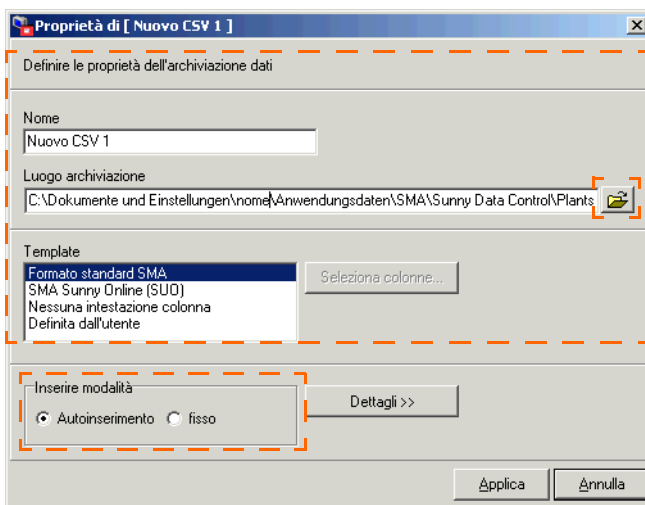 Proprietà di [ Nuovo CSV 1 ]
Definire le proprietà dell'archiviazione dati
Nome
Nuovo CSV 1
Luogo archiviazione
C:\Dokumente und Einstellungen\nome\Anwendungsdaten\SMA\Sunny Data Control\Plants
Template
Formato standard SMA
SMA Sunny Online (SUO)
Nessuna intestazione colonna
Definita dall'utente
Seleziona colonne...
Inserire modalità
Autoinserimento fisso
Dettagli >>
Applica Annulla